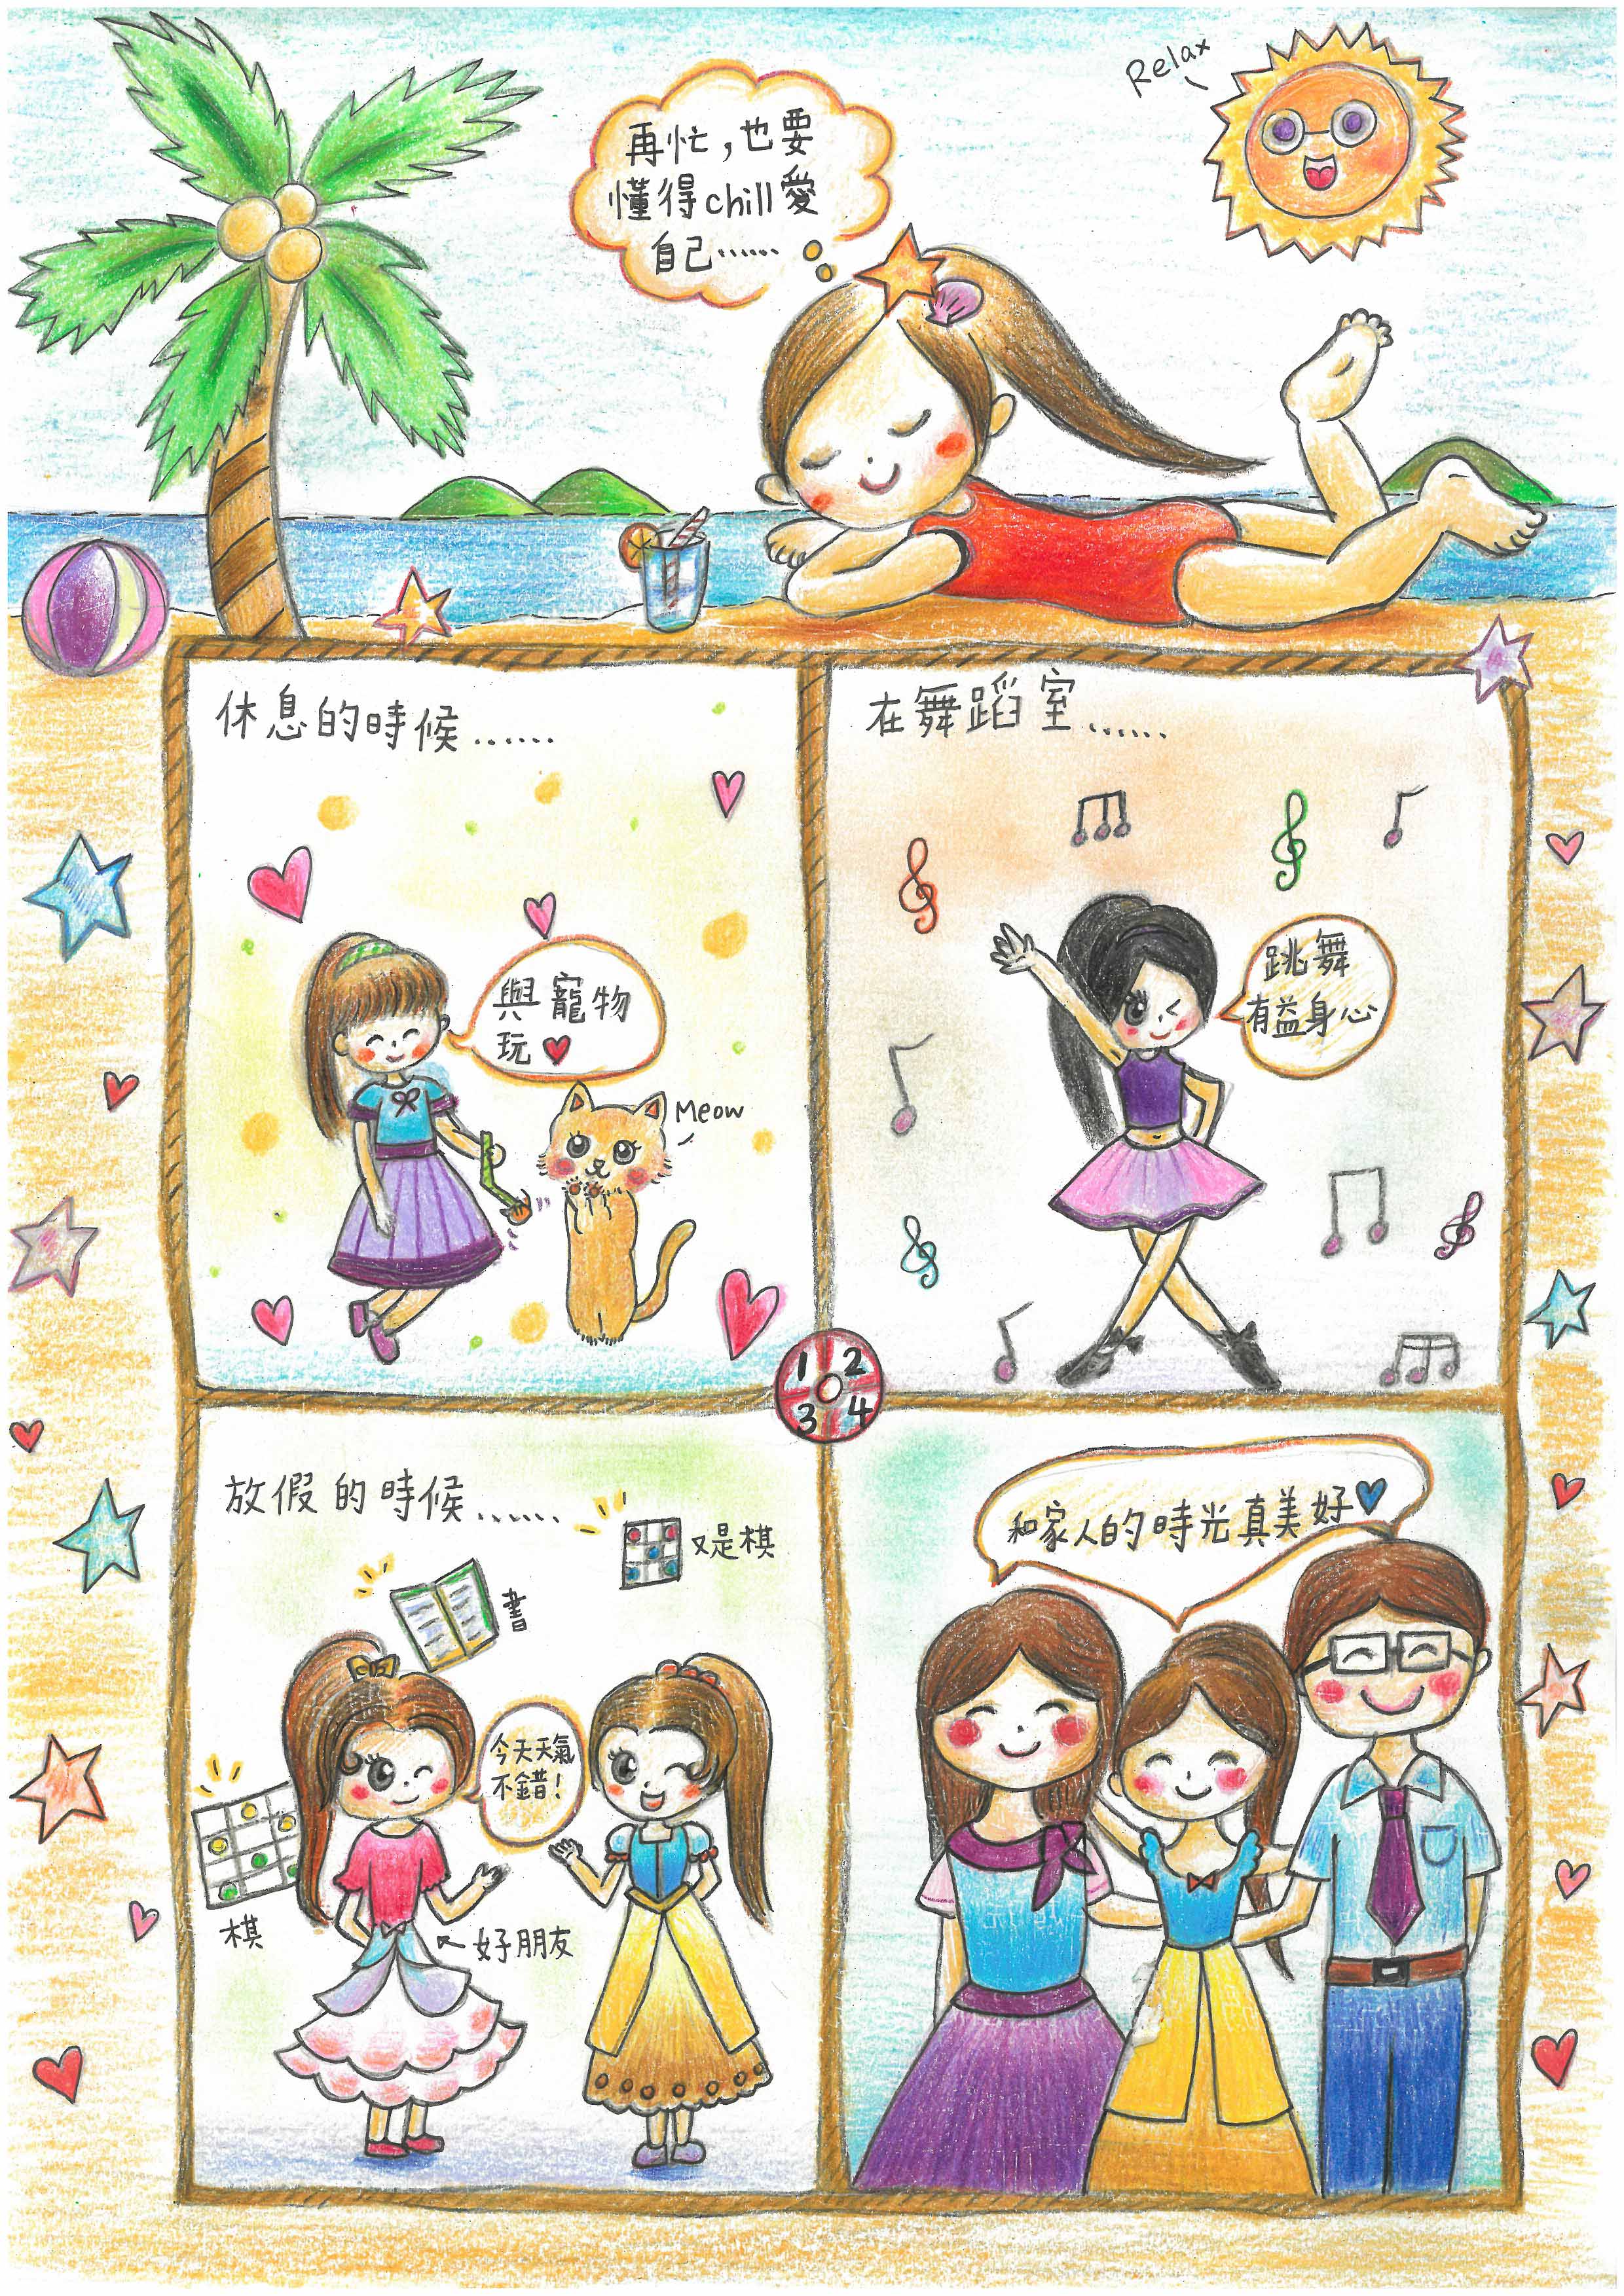 Relax
再忙，也要
懂得chill愛
自己……
休息的時候……
與寵物
玩♥
Meow
在舞蹈室……
跳舞
有益身心
1 2
3 4
放假的時候……
又是棋
書
今天天氣
不錯！
棋
好朋友
和家人的時光真美好♥